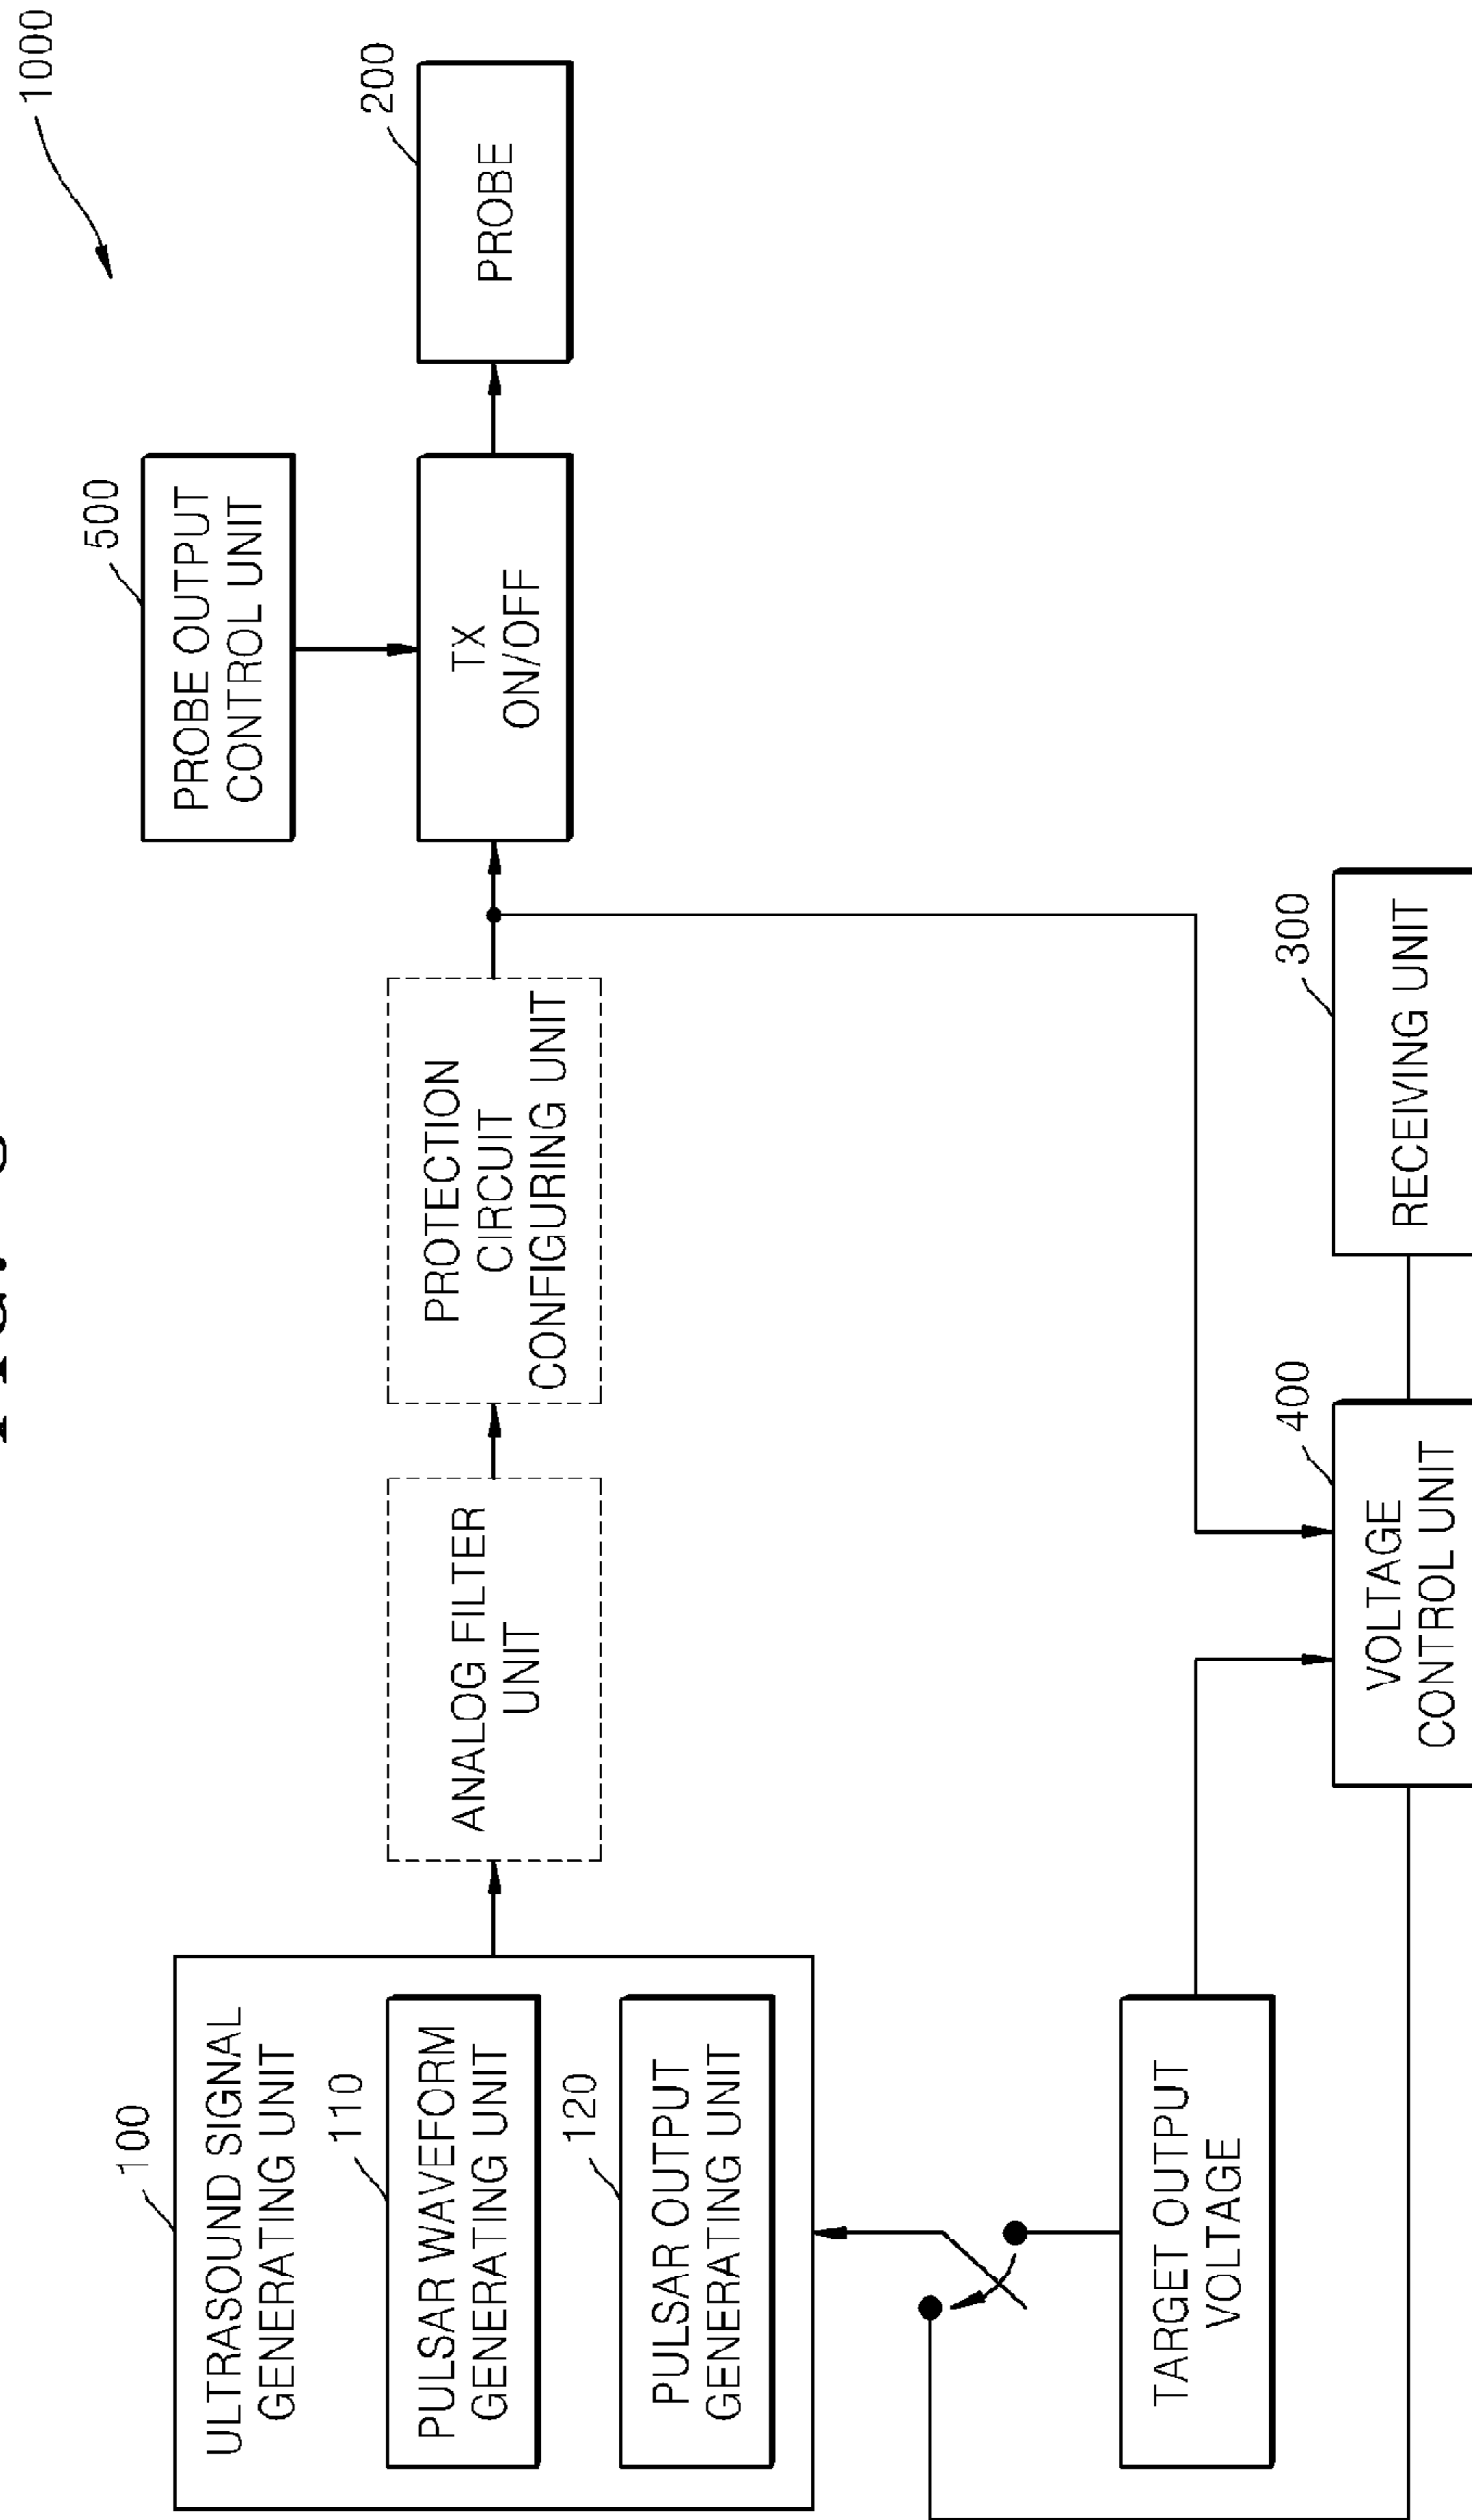 1000
500
PROBE OUTPUT
CONTROL UNIT
200
PROBE
TX
ON/OFF
PROTECTION
CIRCUIT
CONFIGURING UNIT
ANALOG FILTER
UNIT
100
ULTRASOUND SIGNAL
GENERATING UNIT
110
PULSAR WAVEFORM
GENERATING UNIT
120
PULSAR OUTPUT
GENERATING UNIT
TARGET OUTPUT
VOLTAGE
400
VOLTAGE
CONTROL UNIT
300
RECEIVING UNIT